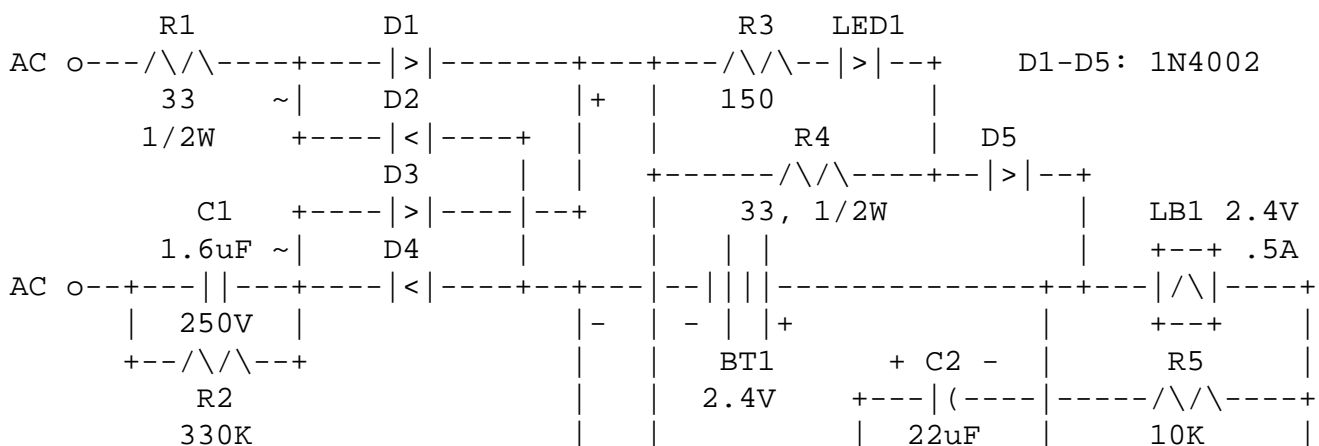 R1 D1 R3 LED1
AC o---/\/\----+----|>|-------+---+---/\/\--|>|--+ D1-D5: 1N4002
33 ~| D2 |+ | 150 |
1/2W +----|<|----+ | | R4 | D5
D3 | | +------/\/\----+--|>|--+
C1 +----|>|----|--+ | 33, 1/2W | LB1 2.4V
1.6uF ~| D4 | | | | | +--+ .5A
AC o--+---||---+----|<|----+--+---|--||||--------------+-+---|/\|----+
| 250V | |- | - | |+ | +--+ |
+--/\/\--+ | | BT1 + C2 - | R5 |
R2 | | 2.4V +---|(----|-----/\/\----+
330K | | | 22uF | 10K |